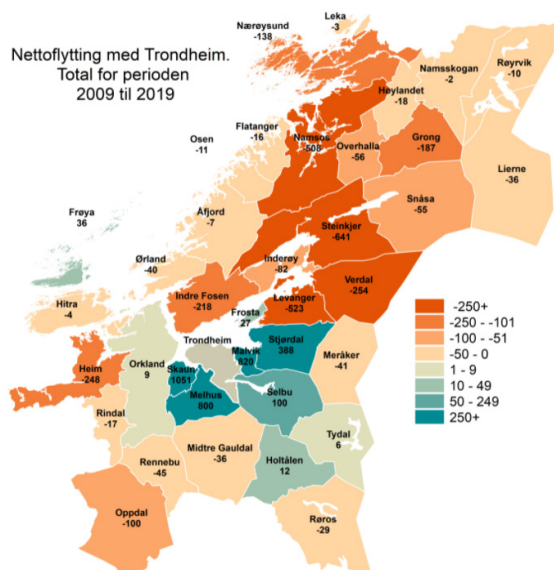 Nettoflytting med Trondheim.
Total for perioden
2009 til 2019
Leka
-3
Nærøysund
-138
Namsskogan
-2
Røyrvik
-10
Høylandet
-18
Flatanger
-16
Osen
-11
Namsos
-508
Overhalla
-56
Grong
-187
Lierne
-36
Snåsa
-55
Frøya
36
Åfjord
-7
Steinkjer
-641
Inderøy
-82
Ørland
-40
Verdal
-254
Hitra
-4
Indre Fosen
-218
Levanger
-523
Frosta
27
Stjørdal
388
Meråker
-41
Trondheim
Malvik
820
Heim
-248
Orkland
9
Skaun
1051
Melhus
800
Selbu
100
Rindal
-17
Tydal
6
Midtre Gauldal
-36
Holtålen
12
Rennebu
-45
Oppdal
-100
Røros
-29
-250+
-250 - -101
-100 - -51
-50 - 0
1 - 9
10 - 49
50 - 249
250+